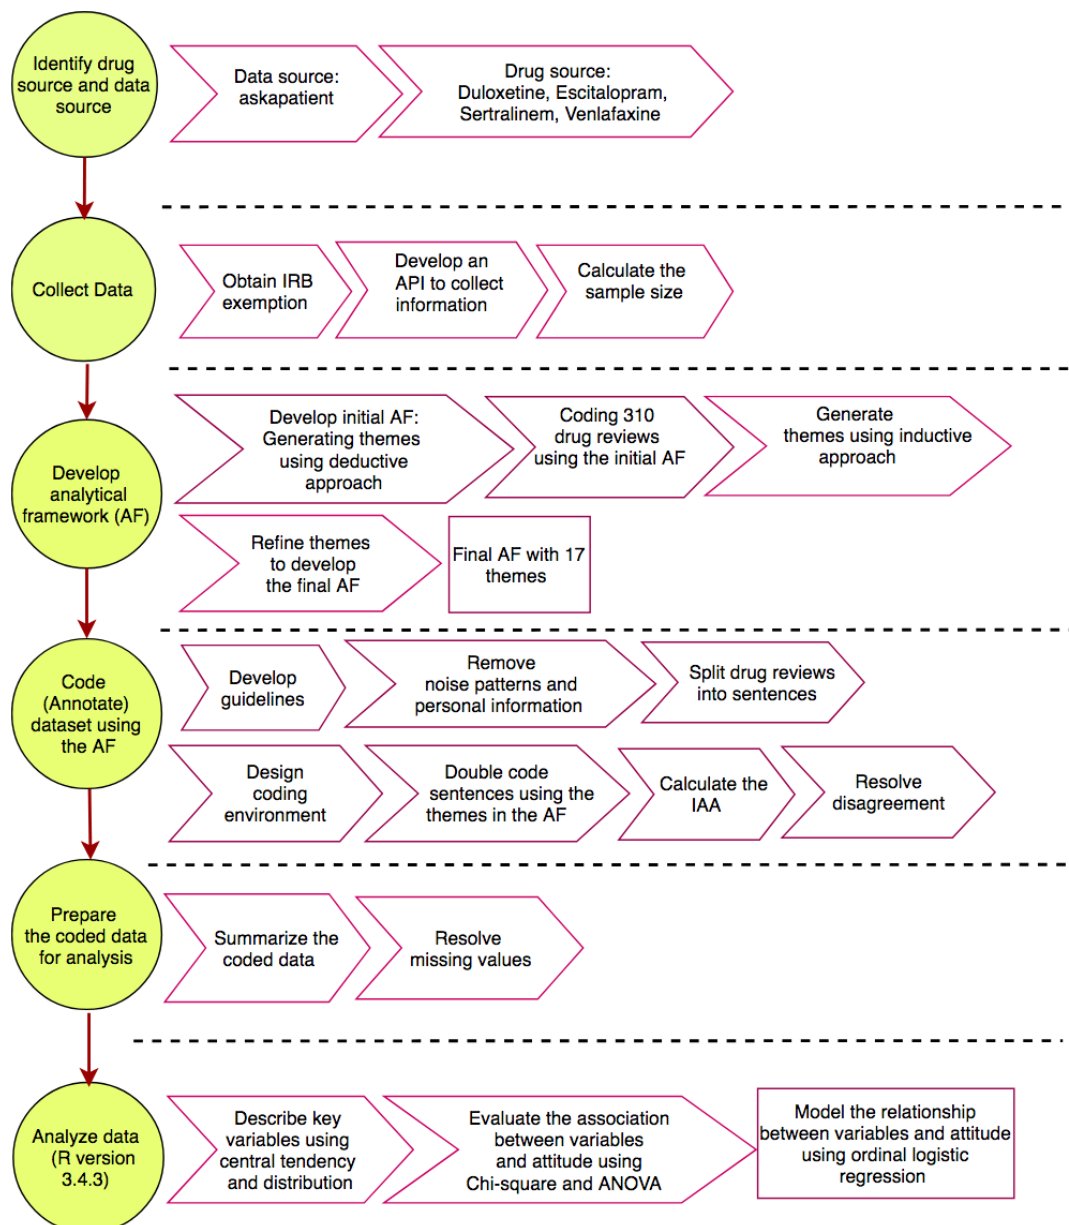 Identify drug
source and data
source
Data source:
askapatient
Drug source:
Duloxetine, Escitalopram,
Sertralinem, Venlafaxine
Collect Data
Obtain IRB
exemption
Develop an
API to collect
information
Calculate the
sample size
Develop
analytical
framework (AF)
Develop initial AF:
Generating themes
using deductive
approach
Coding 310
drug reviews
using the initial AF
Generate
themes using inductive
approach
Refine themes
to develop
the final AF
Final AF with 17
themes
Code
(Annotate)
dataset using
the AF
Develop
guidelines
Remove
noise patterns and
personal information
Split drug reviews
into sentences
Design
coding
environment
Double code
sentences using the
themes in the AF
Calculate the
IAA
Resolve
disagreement
Prepare
the coded data
for analysis
Summarize the
coded data
Resolve
missing values
Analyze data
(R version
3.4.3)
Describe key
variables using
central tendency
and distribution
Evaluate the association
between variables
and attitude using
Chi-square and ANOVA
Model the relationship
between variables and attitude
using ordinal logistic
regression